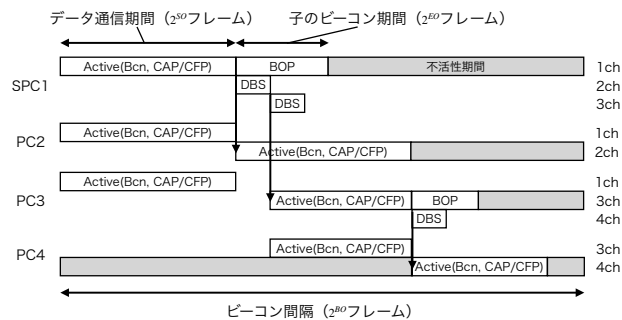 データ通信期間（2^SOフレーム） 子のビーコン期間（2^EOフレーム）
SPC1 Active(Bcn, CAP/CFP) BOP 不活性期間 1ch
DBS 2ch
DBS 3ch
PC2 Active(Bcn, CAP/CFP) 1ch
Active(Bcn, CAP/CFP) 2ch
PC3 Active(Bcn, CAP/CFP) 1ch
Active(Bcn, CAP/CFP) BOP 3ch
DBS 4ch
PC4 Active(Bcn, CAP/CFP) 3ch
Active(Bcn, CAP/CFP) 4ch
ビーコン間隔（2^BOフレーム）